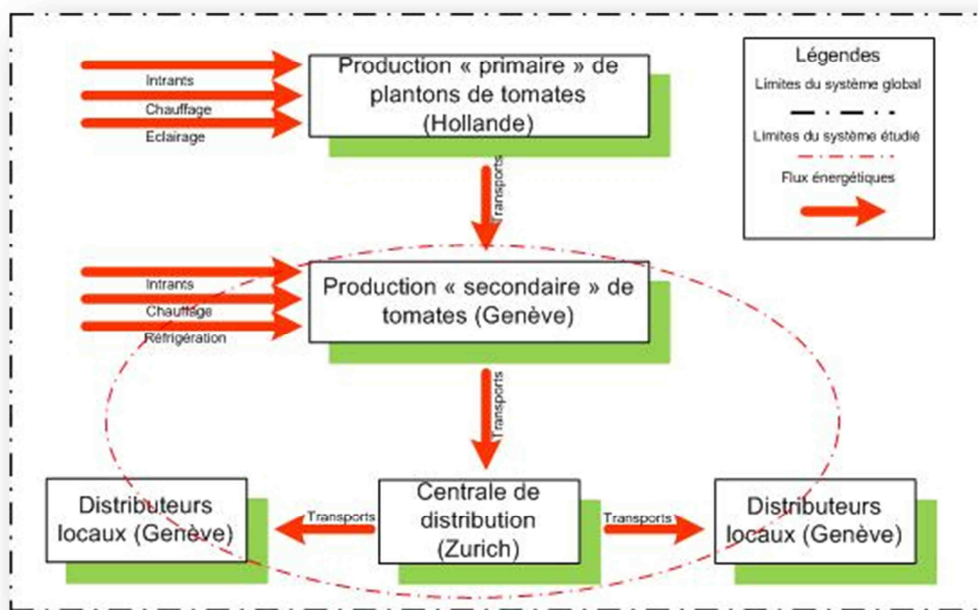 Intrants
Chauffage
Eclairage
Production « primaire » de
plantons de tomates
(Hollande)
Légendes
Limites du système global
Limites du système étudié
Flux énergétiques
Transports
Intrants
Chauffage
Réfrigération
Production « secondaire » de
tomates (Genève)
Transports
Distributeurs
locaux (Genève)
Transports
Centrale de
distribution
(Zurich)
Transports
Distributeurs
locaux (Genève)